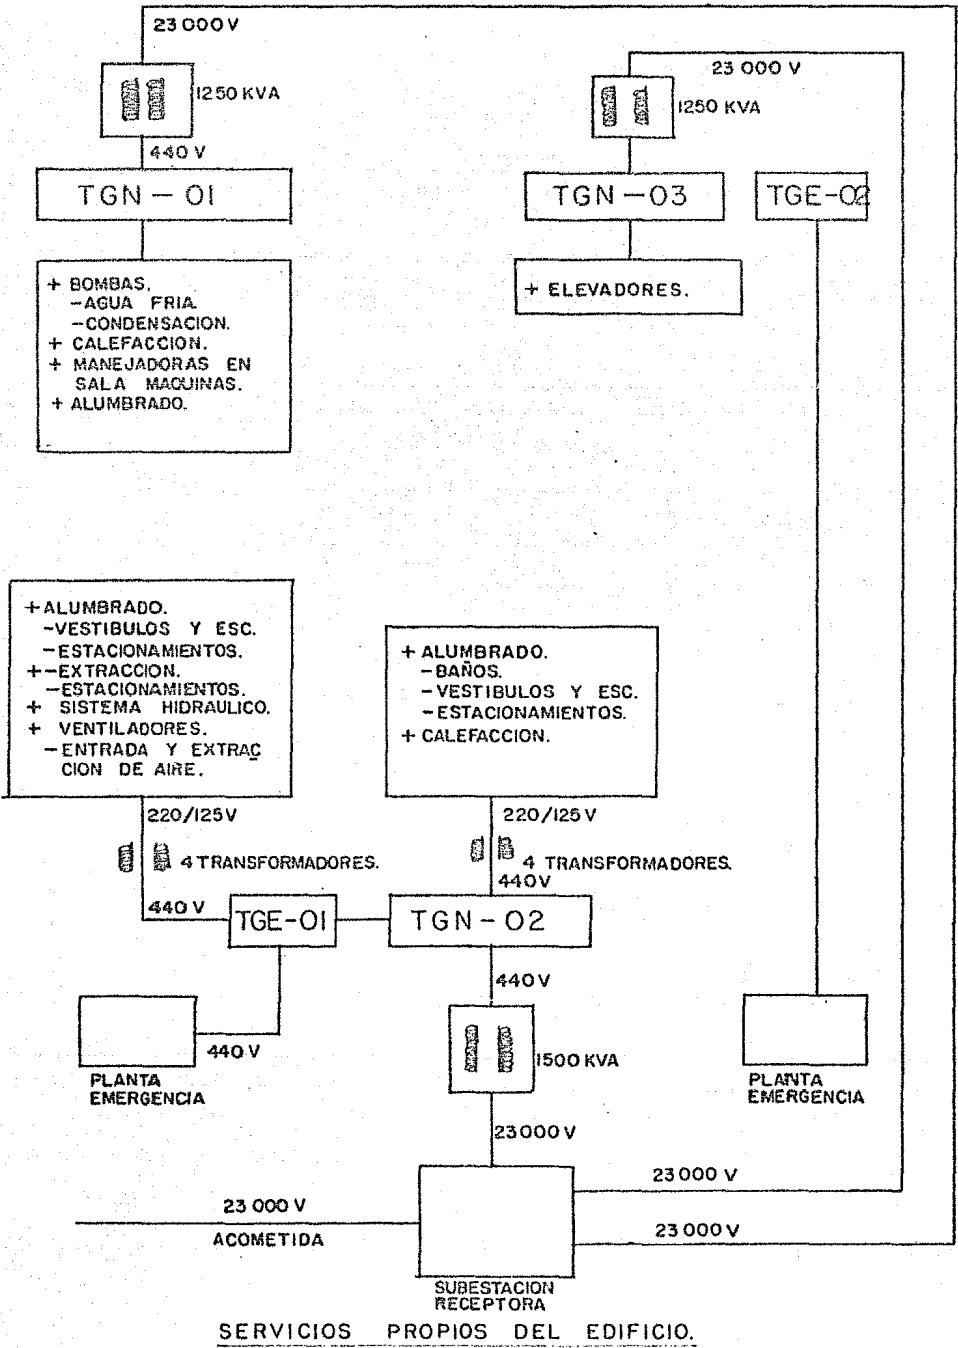 23 000 V
1250 KVA
440 V
TGN - 01
+ BOMBAS.
-AGUA FRIA.
-CONDENSACION.
+ CALEFACCION.
+ MANEJADORAS EN
SALA MAQUINAS.
+ ALUMBRADO.
23 000 V
1250 KVA
TGN - 03
TGE-02
+ ELEVADORES.
+ ALUMBRADO.
-VESTIBULOS Y ESC.
-ESTACIONAMIENTOS.
+-EXTRACCION.
-ESTACIONAMIENTOS.
+ SISTEMA HIDRAULICO.
+ VENTILADORES.
-ENTRADA Y EXTRAC
CION DE AIRE.
220/125V
4 TRANSFORMADORES.
440 V
TGE-01
+ ALUMBRADO.
-BAÑOS.
-VESTIBULOS Y ESC.
-ESTACIONAMIENTOS.
+ CALEFACCION.
220/125V
4 TRANSFORMADORES.
440V
TGN - 02
440V
1500 KVA
23000 V
440 V
PLANTA
EMERGENCIA
PLANTA
EMERGENCIA
23 000 V
ACOMETIDA
23 000 V
23 000 V
SUBESTACION
RECEPTORA
SERVICIOS PROPIOS DEL EDIFICIO.